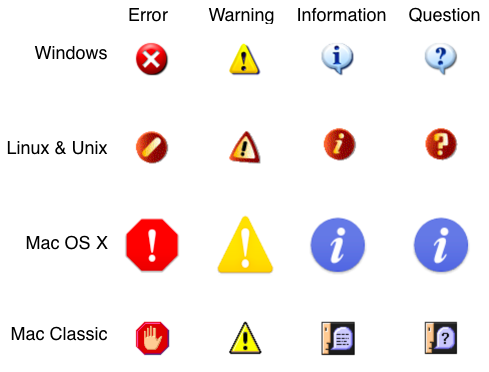 Error Warning Information Question
Windows
Linux & Unix
Mac OS X
Mac Classic